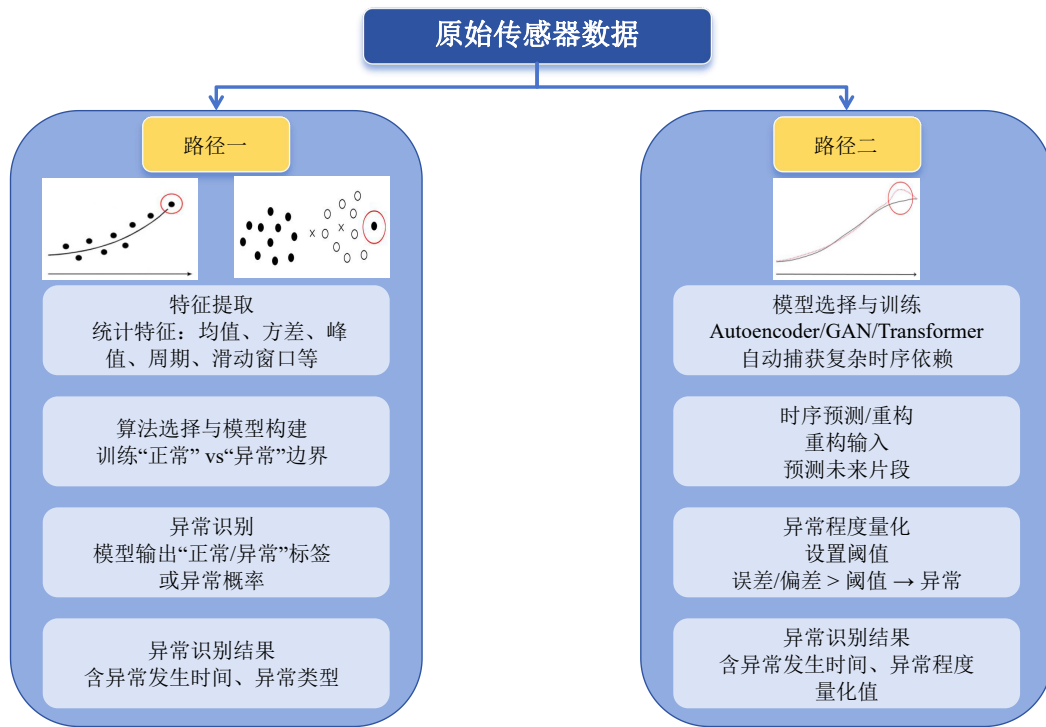 原始传感器数据
路径一
特征提取
统计特征：均值、方差、峰
值、周期、滑动窗口等
算法选择与模型构建
训练“正常” vs“异常”边界
异常识别
模型输出“正常/异常”标签
或异常概率
异常识别结果
含异常发生时间、异常类型
路径二
模型选择与训练
Autoencoder/GAN/Transformer
自动捕获复杂时序依赖
时序预测/重构
重构输入
预测未来片段
异常程度量化
设置阈值
误差/偏差 > 阈值 → 异常
异常识别结果
含异常发生时间、异常程度
量化值